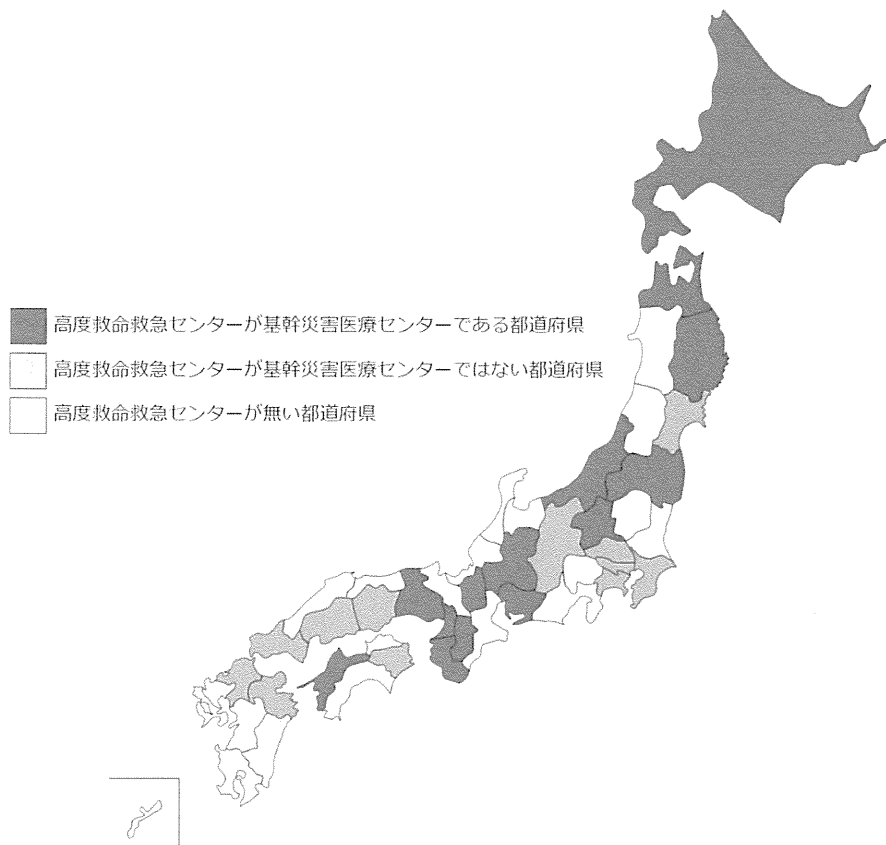 高度救命救急センターが基幹災害医療センターである都道府県
高度救命救急センターが基幹災害医療センターではない都道府県
高度救命救急センターが無い都道府県